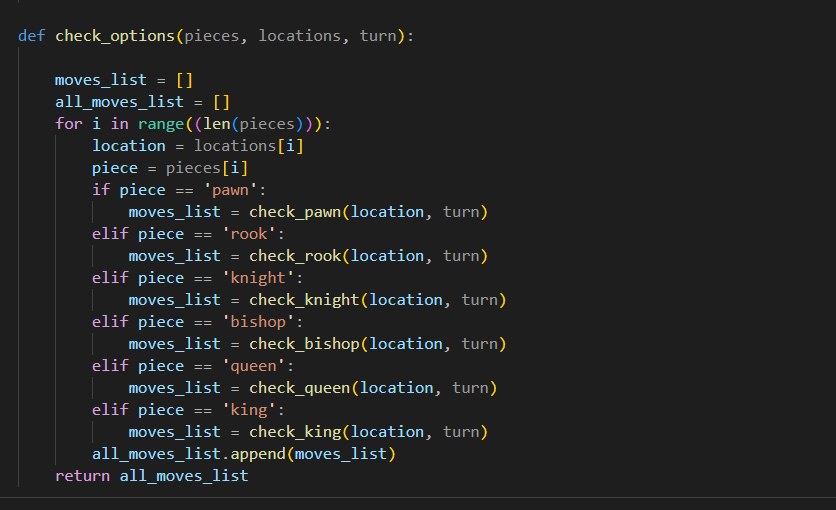 def check_options(pieces, locations, turn):
    moves_list = []
    all_moves_list = []
    for i in range((len(pieces))):
        location = locations[i]
        piece = pieces[i]
        if piece == 'pawn':
            moves_list = check_pawn(location, turn)
        elif piece == 'rook':
            moves_list = check_rook(location, turn)
        elif piece == 'knight':
            moves_list = check_knight(location, turn)
        elif piece == 'bishop':
            moves_list = check_bishop(location, turn)
        elif piece == 'queen':
            moves_list = check_queen(location, turn)
        elif piece == 'king':
            moves_list = check_king(location, turn)
        all_moves_list.append(moves_list)
    return all_moves_list